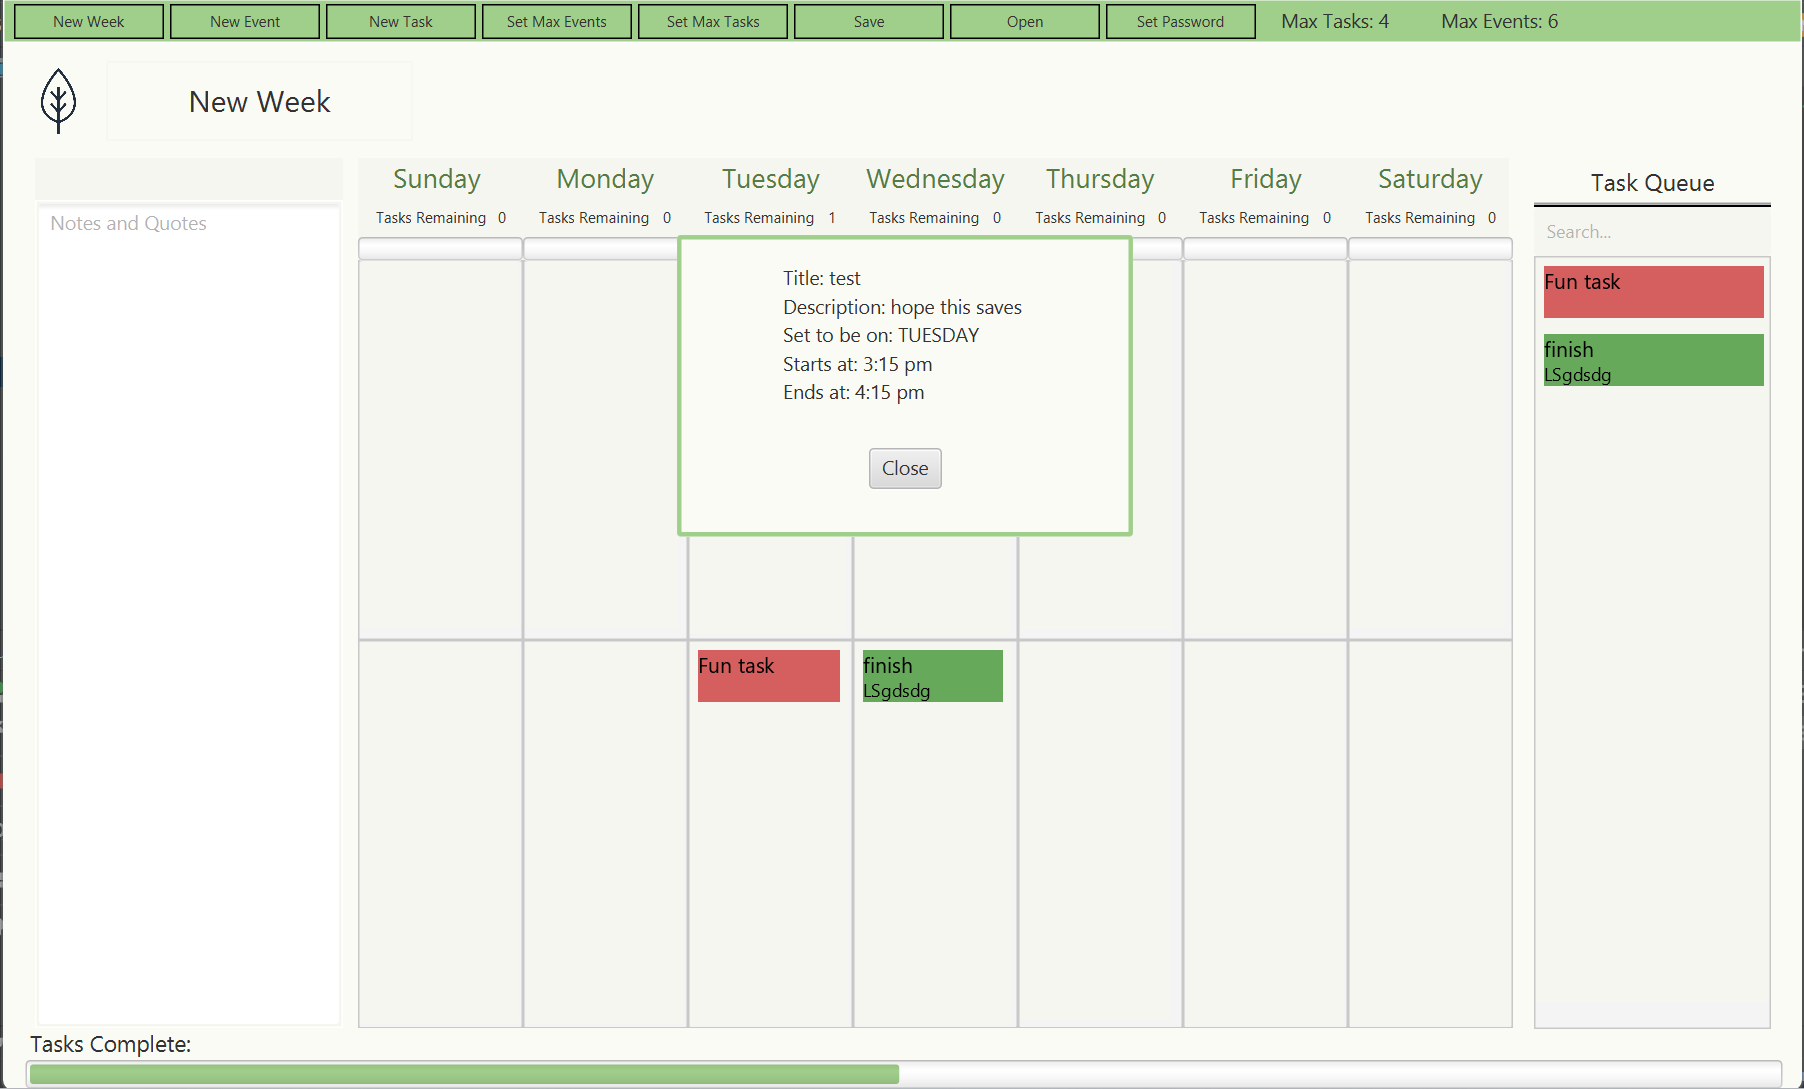 New Week
New Event
New Task
Set Max Events
Set Max Tasks
Save
Open
Set Password
Max Tasks: 4
Max Events: 6
New Week
Notes and Quotes
Sunday
Monday
Tuesday
Wednesday
Thursday
Friday
Saturday
Tasks Remaining 0
Tasks Remaining 0
Tasks Remaining 1
Tasks Remaining 0
Tasks Remaining 0
Tasks Remaining 0
Tasks Remaining 0
Title: test
Description: hope this saves
Set to be on: TUESDAY
Starts at: 3:15 pm
Ends at: 4:15 pm
Close
Fun task
finish
LSgdsdg
Task Queue
Search...
Fun task
finish
LSgdsdg
Tasks Complete: